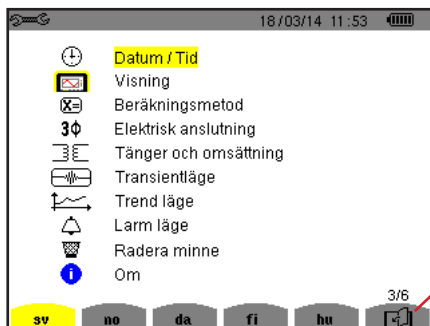 18/03/14 11:53
Datum / Tid
Visning
X= Beräkningsmetod
3ϕ Elektrisk anslutning
Tänger och omsättning
Transientläge
Trend läge
Larm läge
Radera minne
i Om
3/6
sv no da fi hu